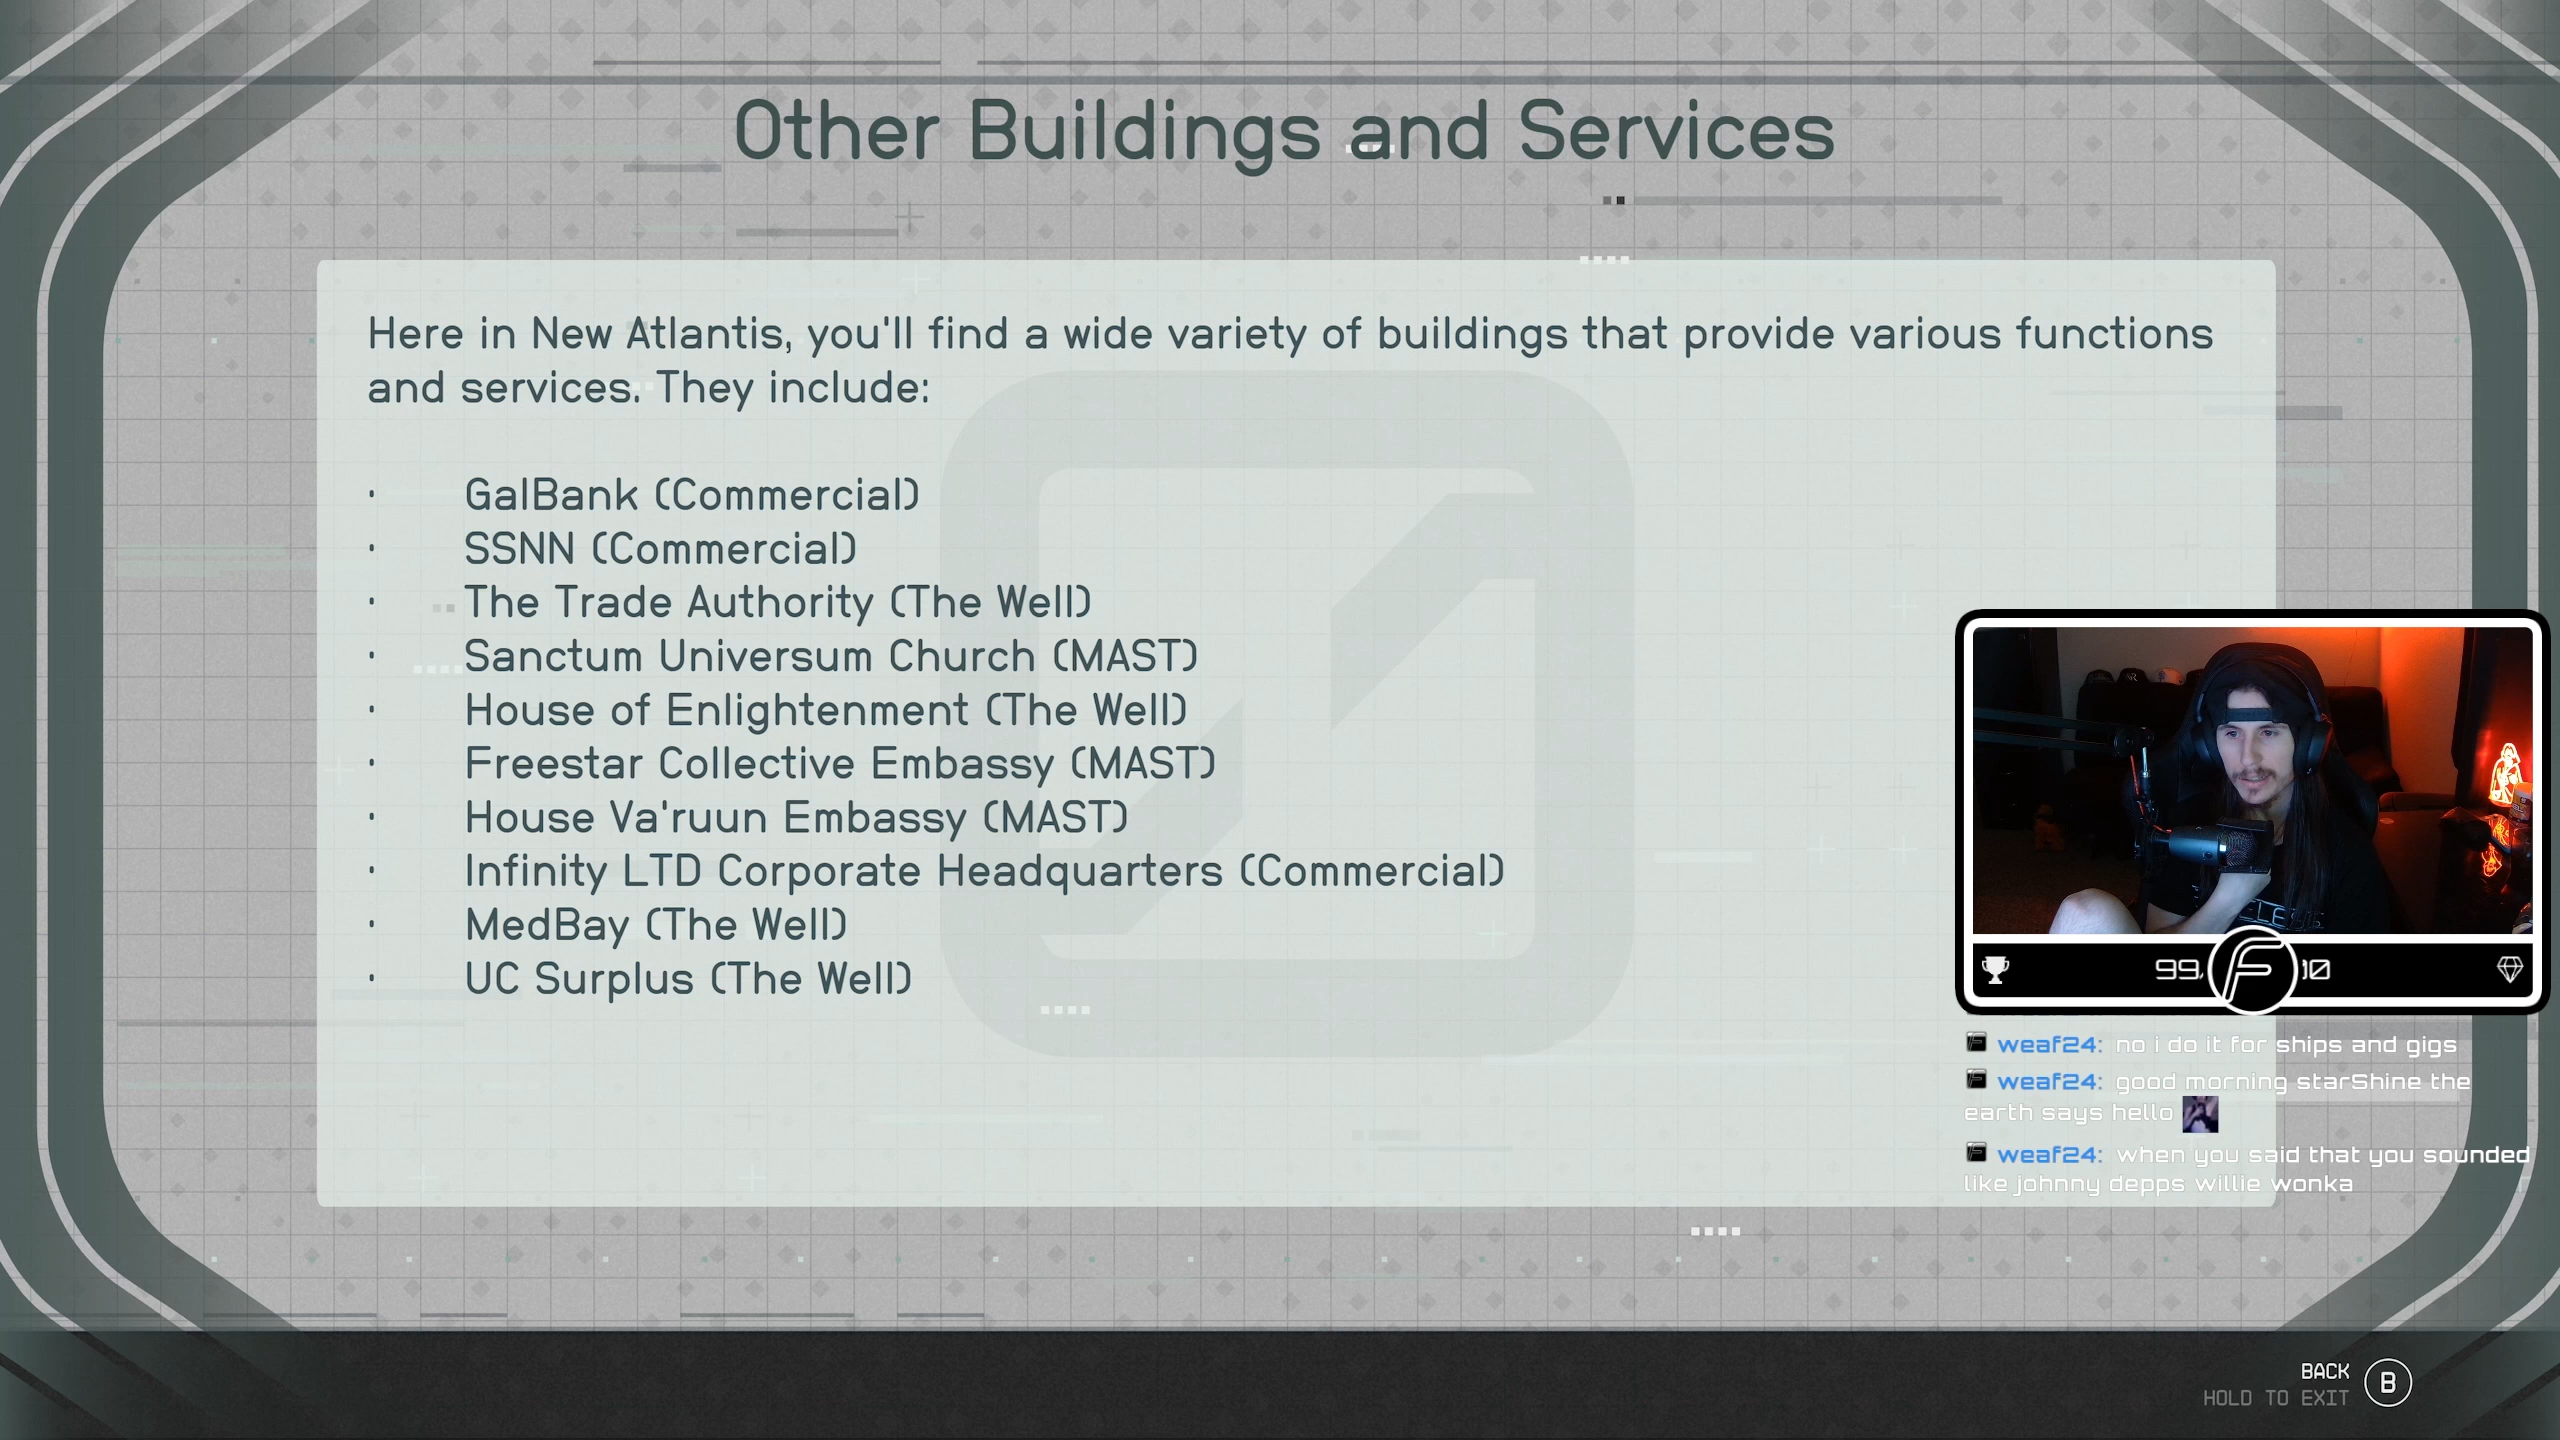 Other Buildings and Services
Here in New Atlantis, you'll find a wide variety of buildings that provide various functions
and services. They include:
· GalBank (Commercial)
· SSNN (Commercial)
· The Trade Authority (The Well)
· Sanctum Universum Church (MAST)
· House of Enlightenment (The Well)
· Freestar Collective Embassy (MAST)
· House Va'ruun Embassy (MAST)
· Infinity LTD Corporate Headquarters (Commercial)
· MedBay (The Well)
· UC Surplus (The Well)
weaf24: no i do it for ships and gigs
weaf24: good morning starShine the
earth says hello
weaf24: when you said that you sounded
like johnny depps willie wonka
BACK B
HOLD TO EXIT